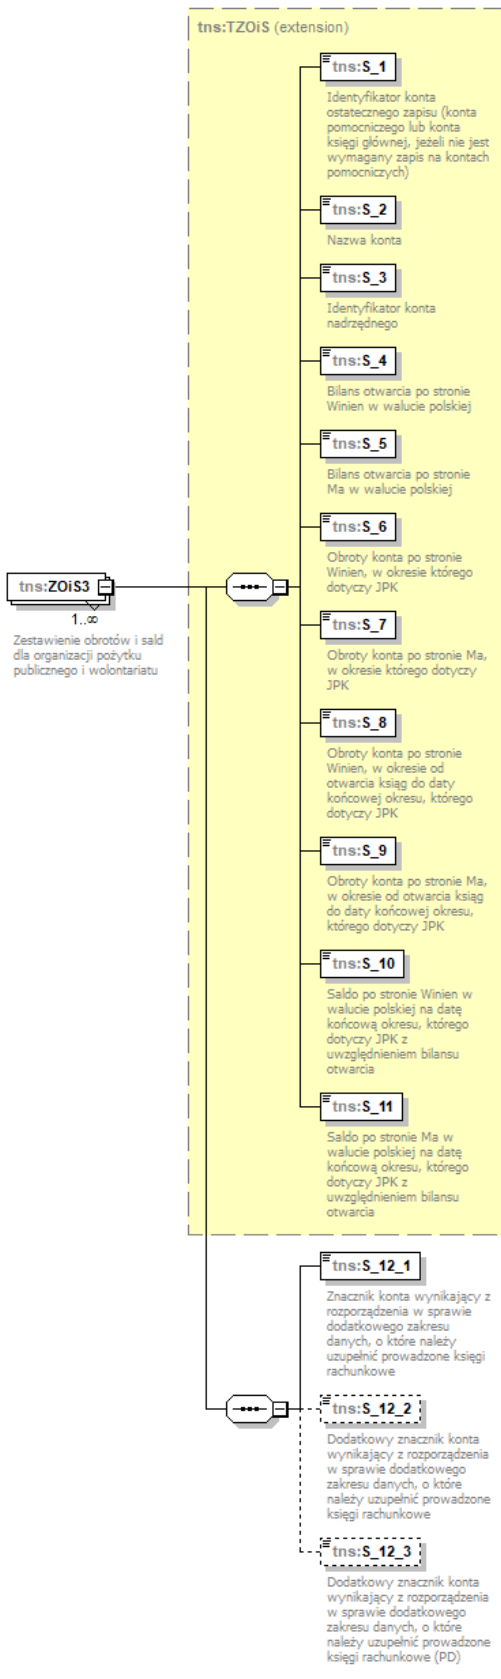 tns:TZOiS (extension)
tns:S_1
Identyfikator konta
ostatecznego zapisu (konta
pomocniczego lub konta
księgi głównej, jeżeli nie jest
wymagany zapis na kontach
pomocniczych)
tns:S_2
Nazwa konta
tns:S_3
Identyfikator konta
nadrzędnego
tns:S_4
Bilans otwarcia po stronie
Winien w walucie polskiej
tns:S_5
Bilans otwarcia po stronie
Ma w walucie polskiej
tns:S_6
Obroty konta po stronie
Winien, w okresie którego
dotyczy JPK
tns:ZOiS3
1..∞
Zestawienie obrotów i sald
dla organizacji pożytku
publicznego i wolontariatu
tns:S_7
Obroty konta po stronie Ma,
w okresie którego dotyczy
JPK
tns:S_8
Obroty konta po stronie
Winien, w okresie od
otwarcia ksiąg do daty
końcowej okresu, którego
dotyczy JPK
tns:S_9
Obroty konta po stronie Ma,
w okresie od otwarcia ksiąg
do daty końcowej okresu,
którego dotyczy JPK
tns:S_10
Saldo po stronie Winien w
walucie polskiej na datę
końcową okresu, którego
dotyczy JPK z
uwzględnieniem bilansu
otwarcia
tns:S_11
Saldo po stronie Ma w
walucie polskiej na datę
końcową okresu, którego
dotyczy JPK z
uwzględnieniem bilansu
otwarcia
tns:S_12_1
Znacznik konta wynikający z
rozporządzenia w sprawie
dodatkowego zakresu
danych, o które należy
uzupełnić prowadzone księgi
rachunkowe
tns:S_12_2
Dodatkowy znacznik konta
wynikający z rozporządzenia
w sprawie dodatkowego
zakresu danych, o które
należy uzupełnić prowadzone
księgi rachunkowe
tns:S_12_3
Dodatkowy znacznik konta
wynikający z rozporządzenia
w sprawie dodatkowego
zakresu danych, o które
należy uzupełnić prowadzone
księgi rachunkowe (PD)